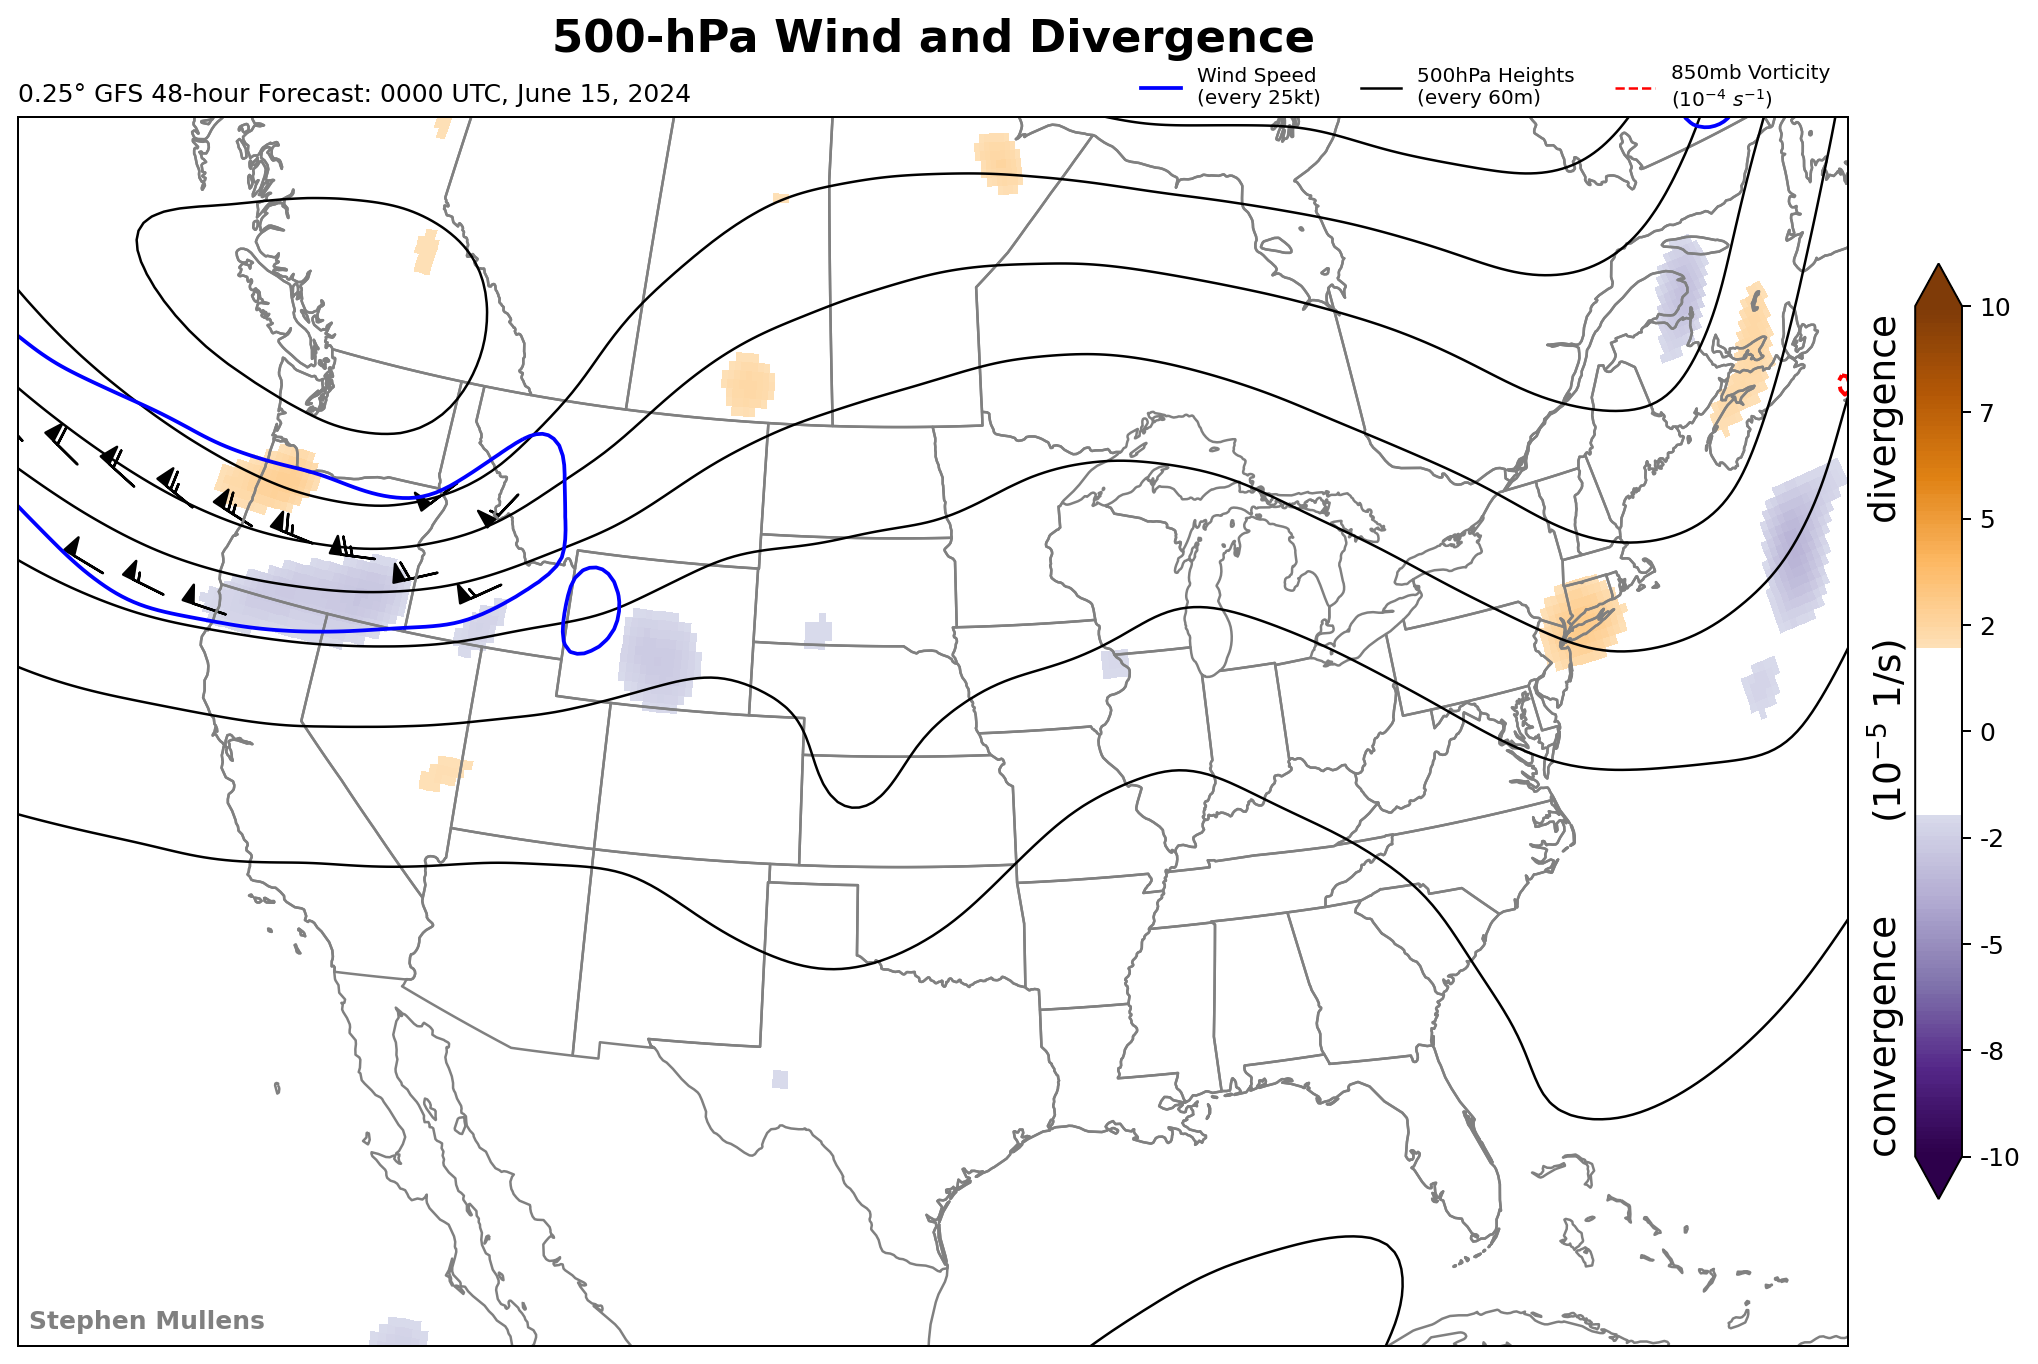 500-hPa Wind and Divergence
0.25° GFS 48-hour Forecast: 0000 UTC, June 15, 2024
Wind Speed
(every 25kt)
500hPa Heights
(every 60m)
850mb Vorticity
(10⁻⁴ s⁻¹)
10
7
5
2
0
-2
-5
-8
-10
convergence (10⁻⁵ 1/s) divergence
Stephen Mullens